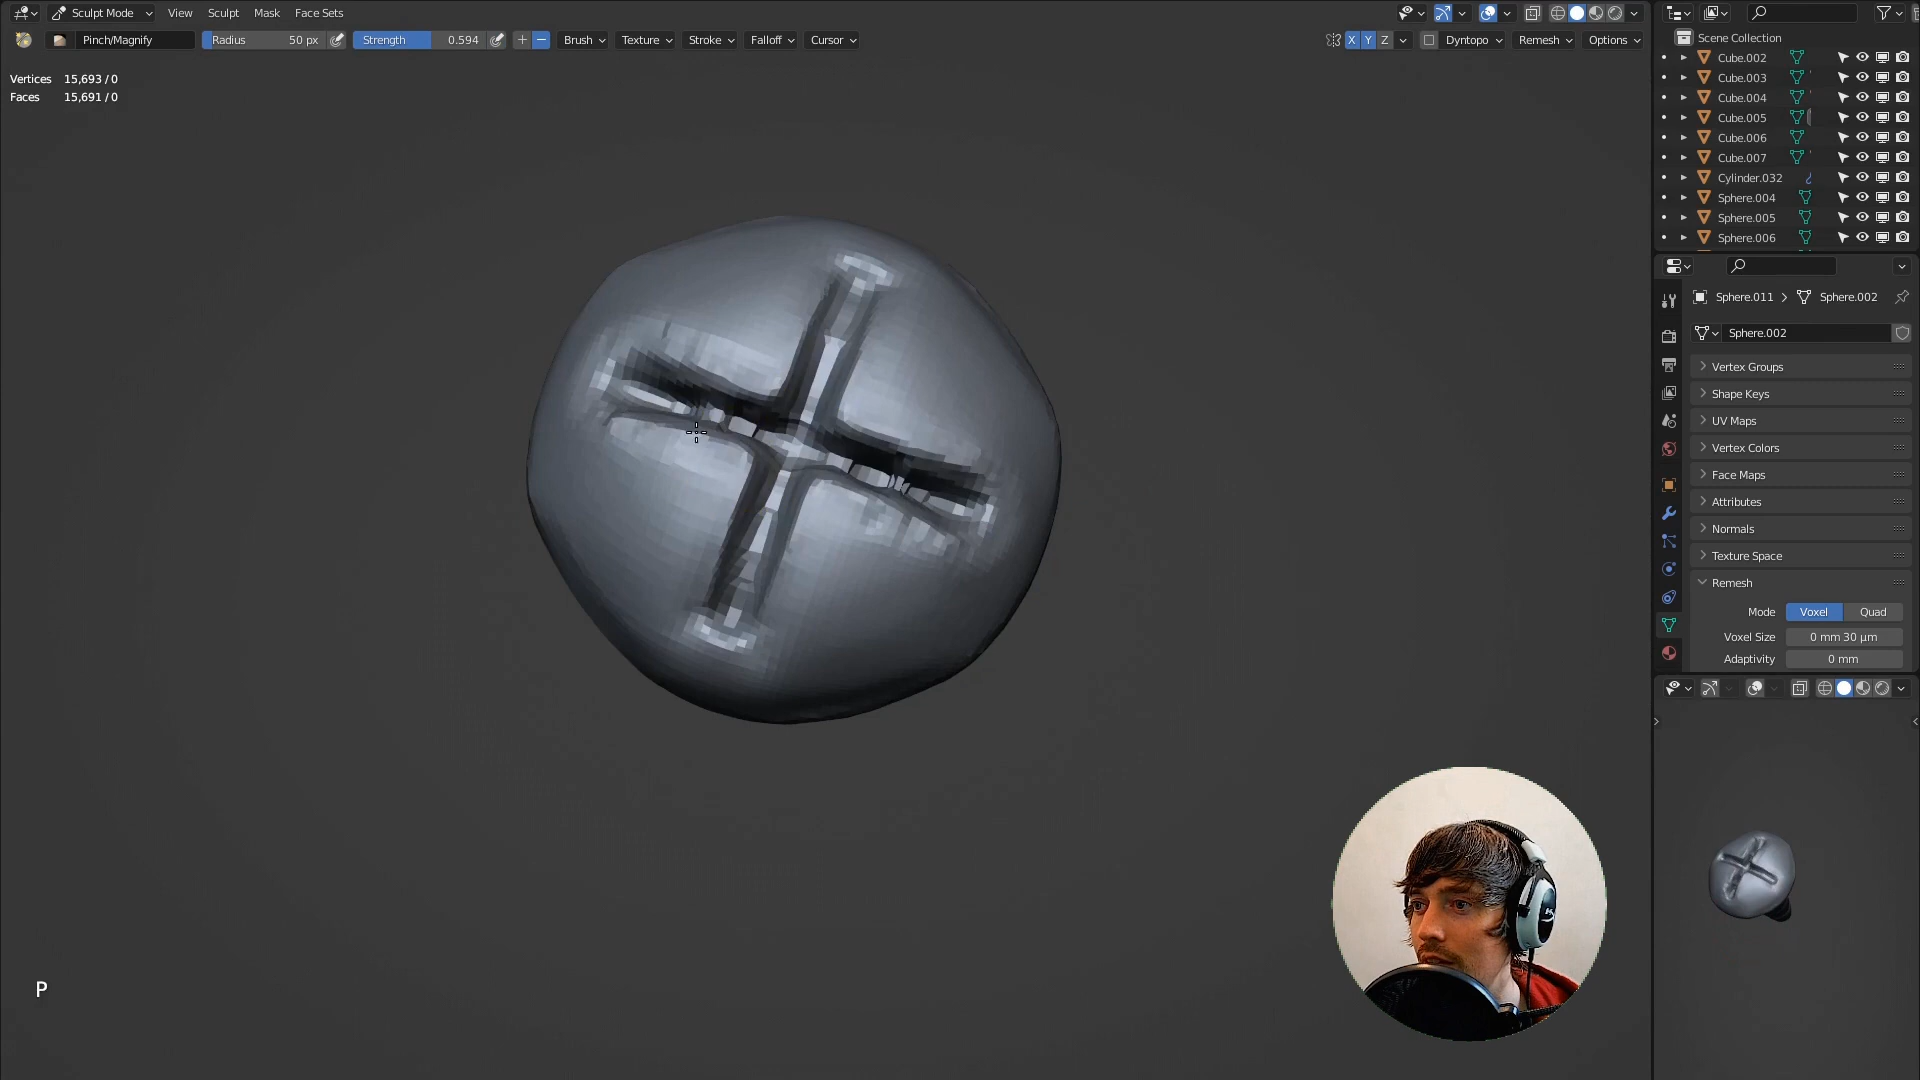 Sculpt Mode View Sculpt Mask Face Sets
Pinch/Magnify Radius 50 px Strength 0.594 Brush Texture Stroke Falloff Cursor X Y Z Dyntopo Remesh Options
Vertices 15,693 / 0
Faces 15,691 / 0
P
Scene Collection
Cube.002
Cube.003
Cube.004
Cube.005
Cube.006
Cube.007
Cylinder.032
Sphere.004
Sphere.005
Sphere.006
Sphere.011 > Sphere.002
Sphere.002
Vertex Groups
Shape Keys
UV Maps
Vertex Colors
Face Maps
Attributes
Normals
Texture Space
Remesh
Mode Voxel Quad
Voxel Size 0 mm 30 µm
Adaptivity 0 mm